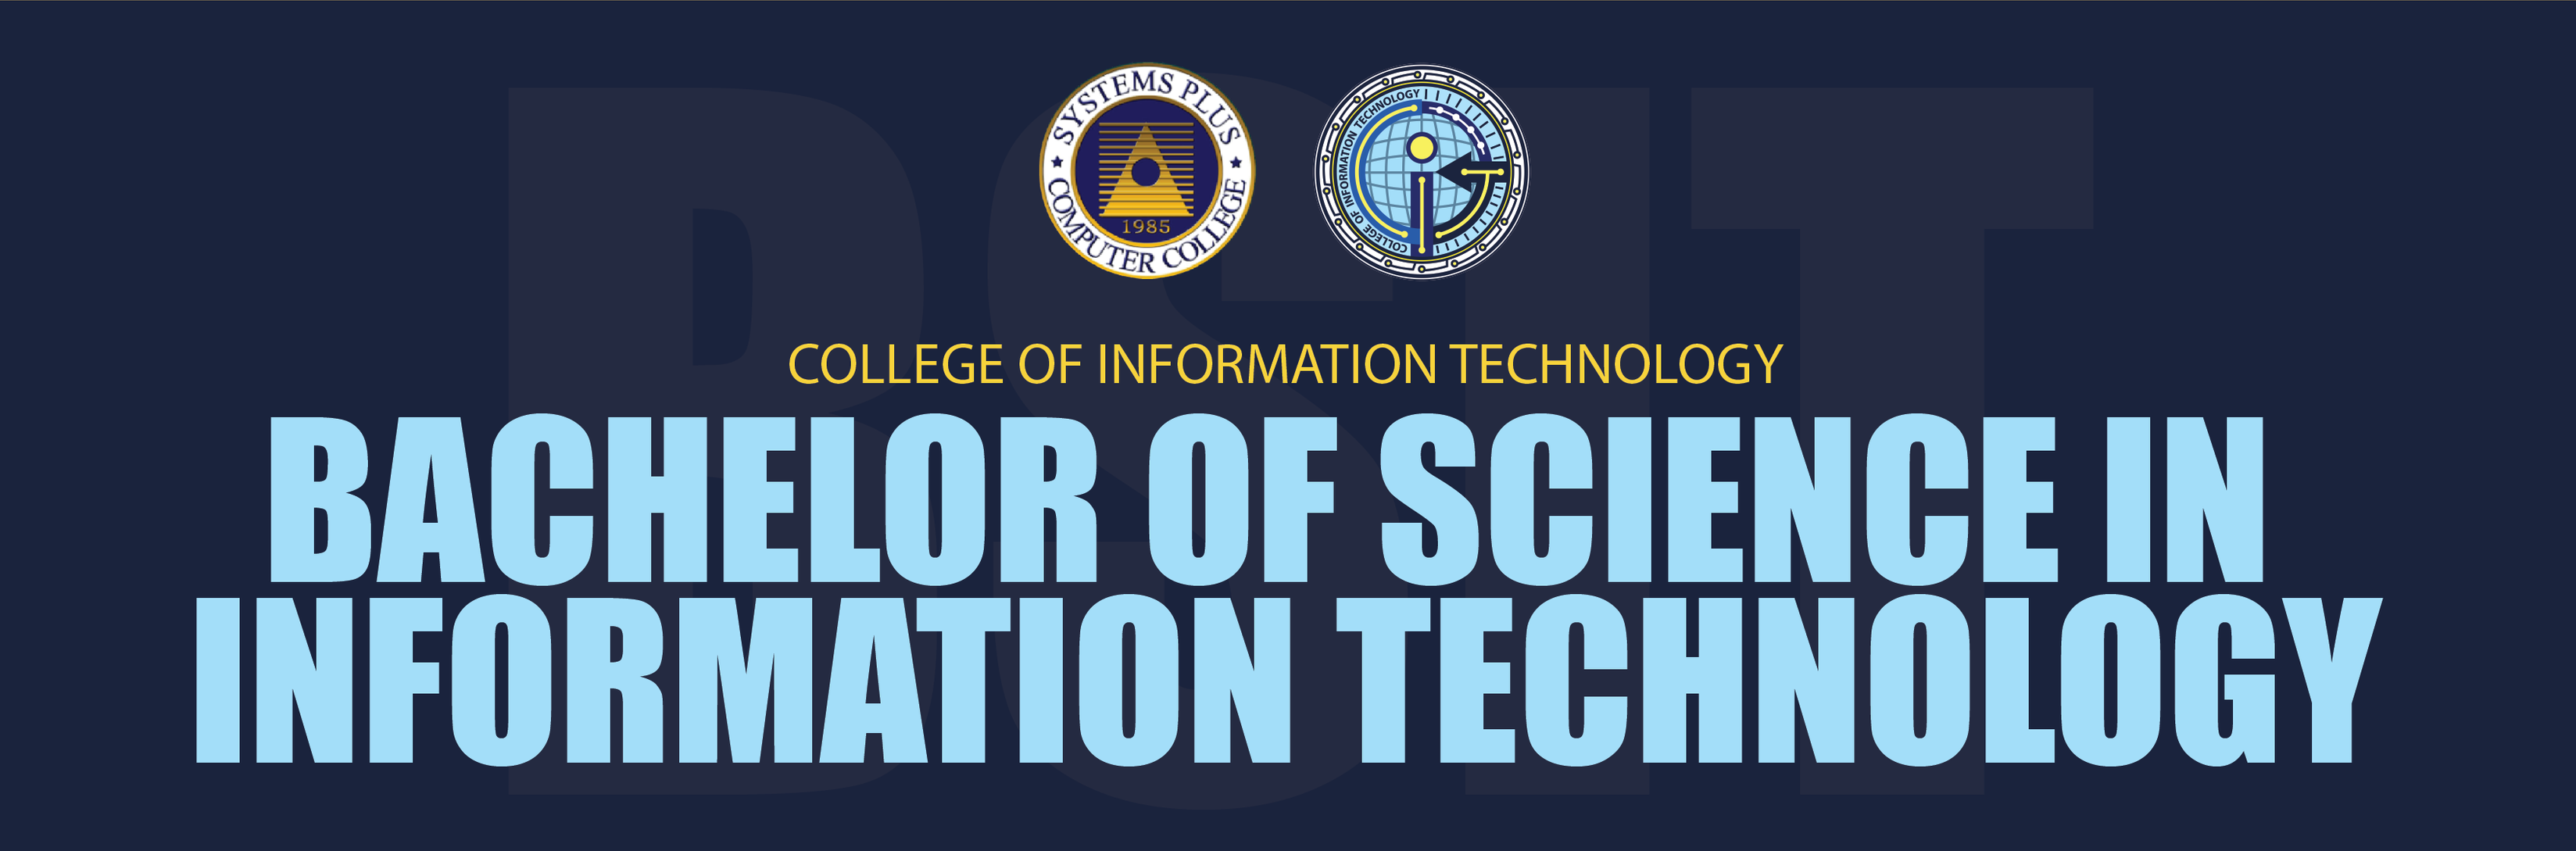 SYSTEMS PLUS
COMPUTER COLLEGE
1985
COLLEGE OF INFORMATION TECHNOLOGY
BSIT
COLLEGE OF INFORMATION TECHNOLOGY
BACHELOR OF SCIENCE IN
INFORMATION TECHNOLOGY